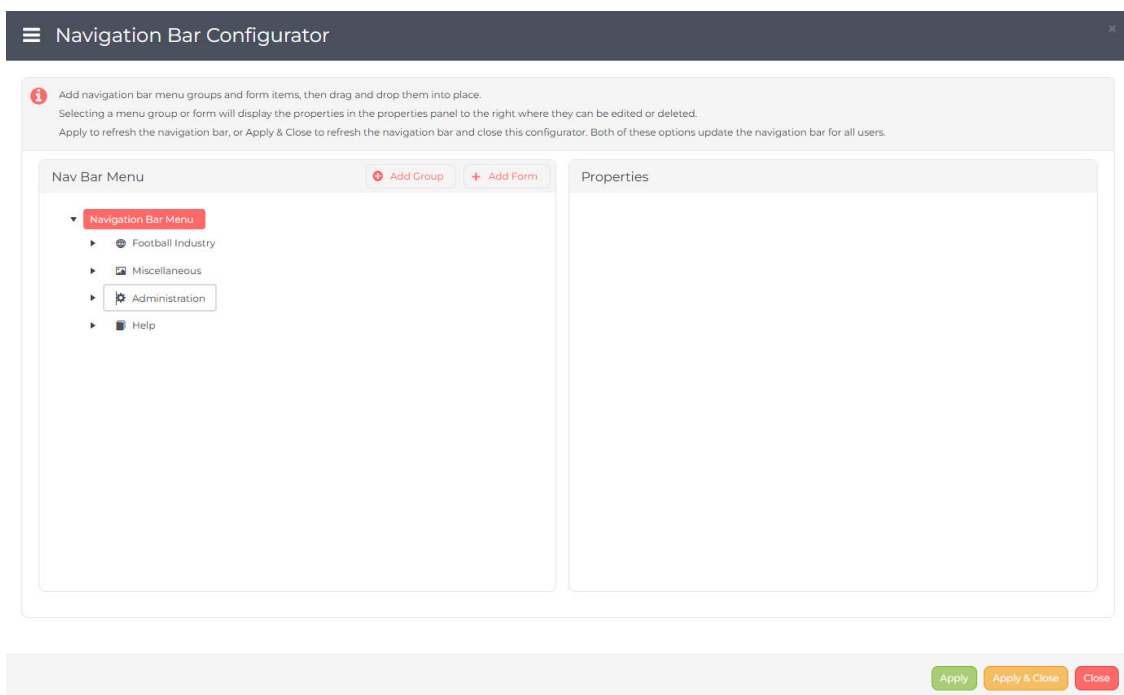 Navigation Bar Configurator
×
Add navigation bar menu groups and form items, then drag and drop them into place.
Selecting a menu group or form will display the properties in the properties panel to the right where they can be edited or deleted.
Apply to refresh the navigation bar, or Apply & Close to refresh the navigation bar and close this configurator. Both of these options update the navigation bar for all users.
Nav Bar Menu
Add Group
Add Form
Properties
Navigation Bar Menu
Football Industry
Miscellaneous
Administration
Help
Apply
Apply & Close
Close